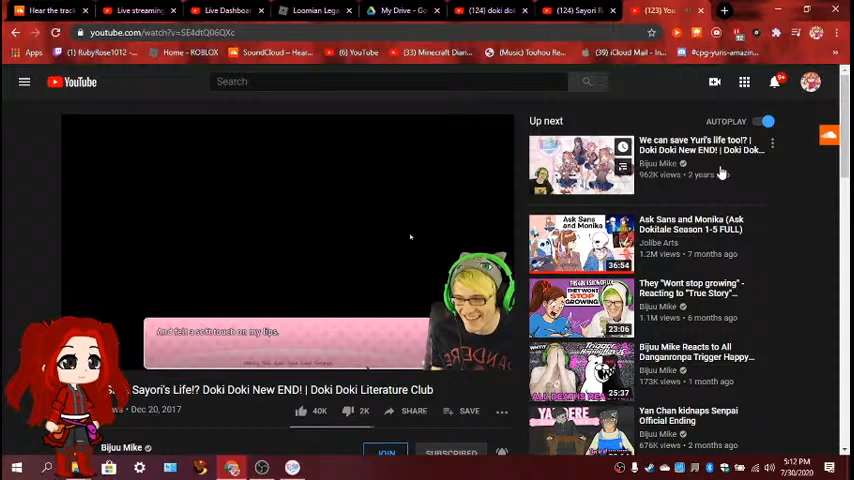 Hear the track
Live streaming
Live Dashboar
Loomian Lega
My Drive - Go
(124) doki dok
(124) Sayori F
(123) You
youtube.com/watch?v=SE4dtQ06QXc
Apps
(1) RubyRose1012 -
Home - ROBLOX
SoundCloud – Hear...
(6) YouTube
(33) Minecraft Diari...
(Music) Touhou Re...
(39) iCloud Mail - In...
#cpg-yuris-amazin...
YouTube
Search
9+
Up next
AUTOPLAY
We can save Yuri's life too!? |
Doki Doki New END! | Doki Dok...
Bijuu Mike
962K views • 2 years
Ask Sans and Monika (Ask
Dokitale Season 1-5 FULL)
Jolibe Arts
1.2M views • 7 months ago
36:54
They "Wont stop growing" -
Reacting to "True Story"...
Bijuu Mike
1.1M views • 6 months ago
23:06
Bijuu Mike Reacts to All
Danganronpa Trigger Happy...
Bijuu Mike
173K views • 1 month ago
25:37
Yan Chan kidnaps Senpai
Official Ending
Bijuu Mike
676K views • 2 months ago
And felt a soft touch on my lips.
Sayori's Life!? Doki Doki New END! | Doki Doki Literature Club
Dec 20, 2017
40K
2K
SHARE
SAVE
Bijuu Mike
JOIN
SUBSCRIBED
5:12 PM
7/30/2020